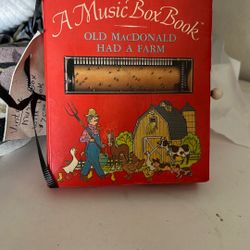 A Music Box Book
OLD MACDONALD
HAD A FARM